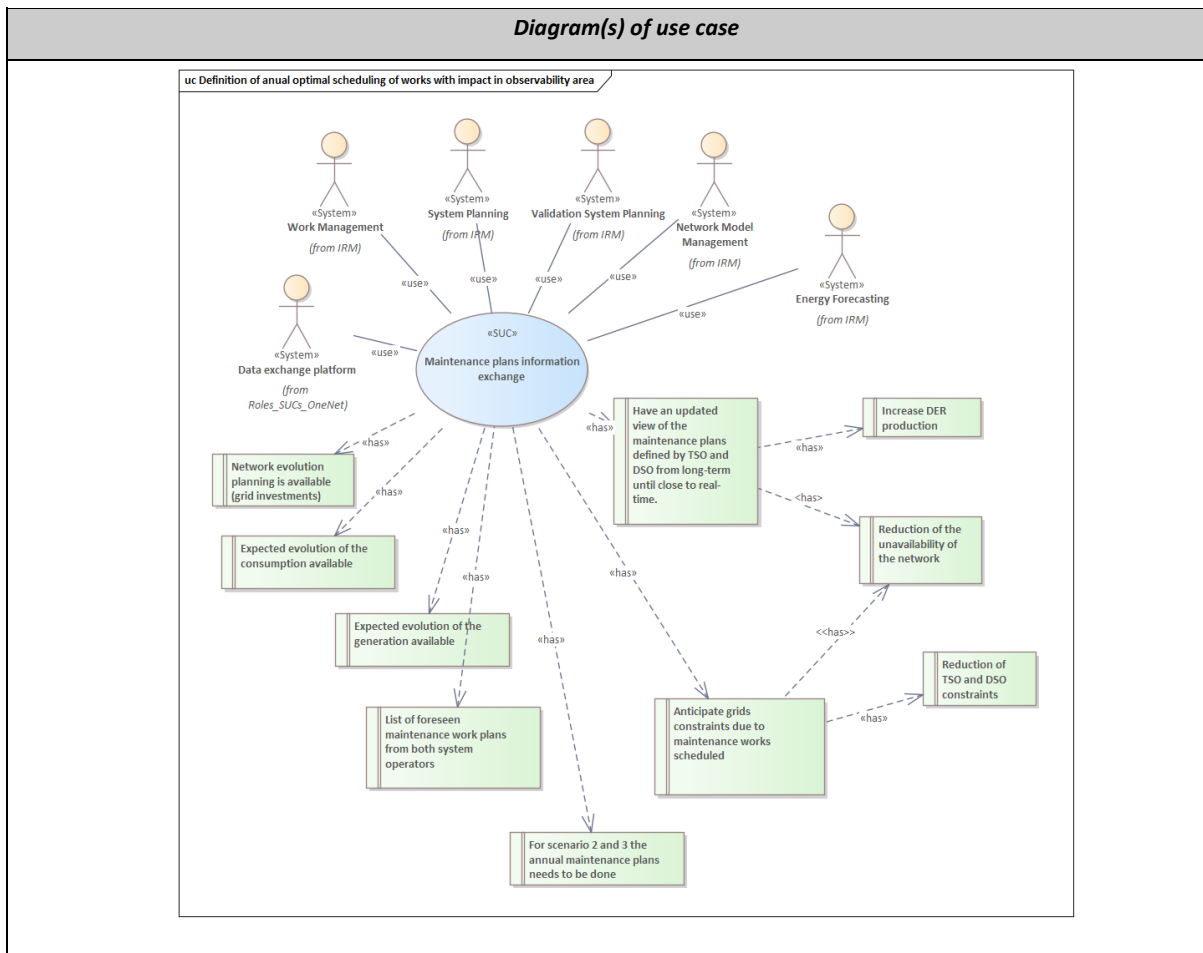 Diagram(s) of use case
uc Definition of anual optimal scheduling of works with impact in observability area
«System»
Work Management
(from IRM)
«System»
System Planning
(from IRM)
«System»
Validation System Planning
(from IRM)
«System»
Network Model
Management
(from IRM)
«System»
Energy Forecasting
(from IRM)
«System»
Data exchange platform
(from
Roles_SUCs_OneNet)
«use»
«use»
«use»
«use»
«use»
«use»
«SUC»
Maintenance plans information
exchange
«has»
Network evolution
planning is available
(grid investments)
«has»
Expected evolution of the
consumption available
«has»
Expected evolution of the
generation available
«has»
List of foreseen
maintenance work plans
from both system
operators
«has»
For scenario 2 and 3 the
annual maintenance plans
needs to be done
«has»
Anticipate grids
constraints due to
maintenance works
scheduled
«has»
Have an updated
view of the
maintenance plans
defined by TSO and
DSO from long-term
until close to real-
time.
«has»
Increase DER
production
<has>
Reduction of the
unavailability of
the network
<<has>>
«has»
Reduction of
TSO and DSO
constraints